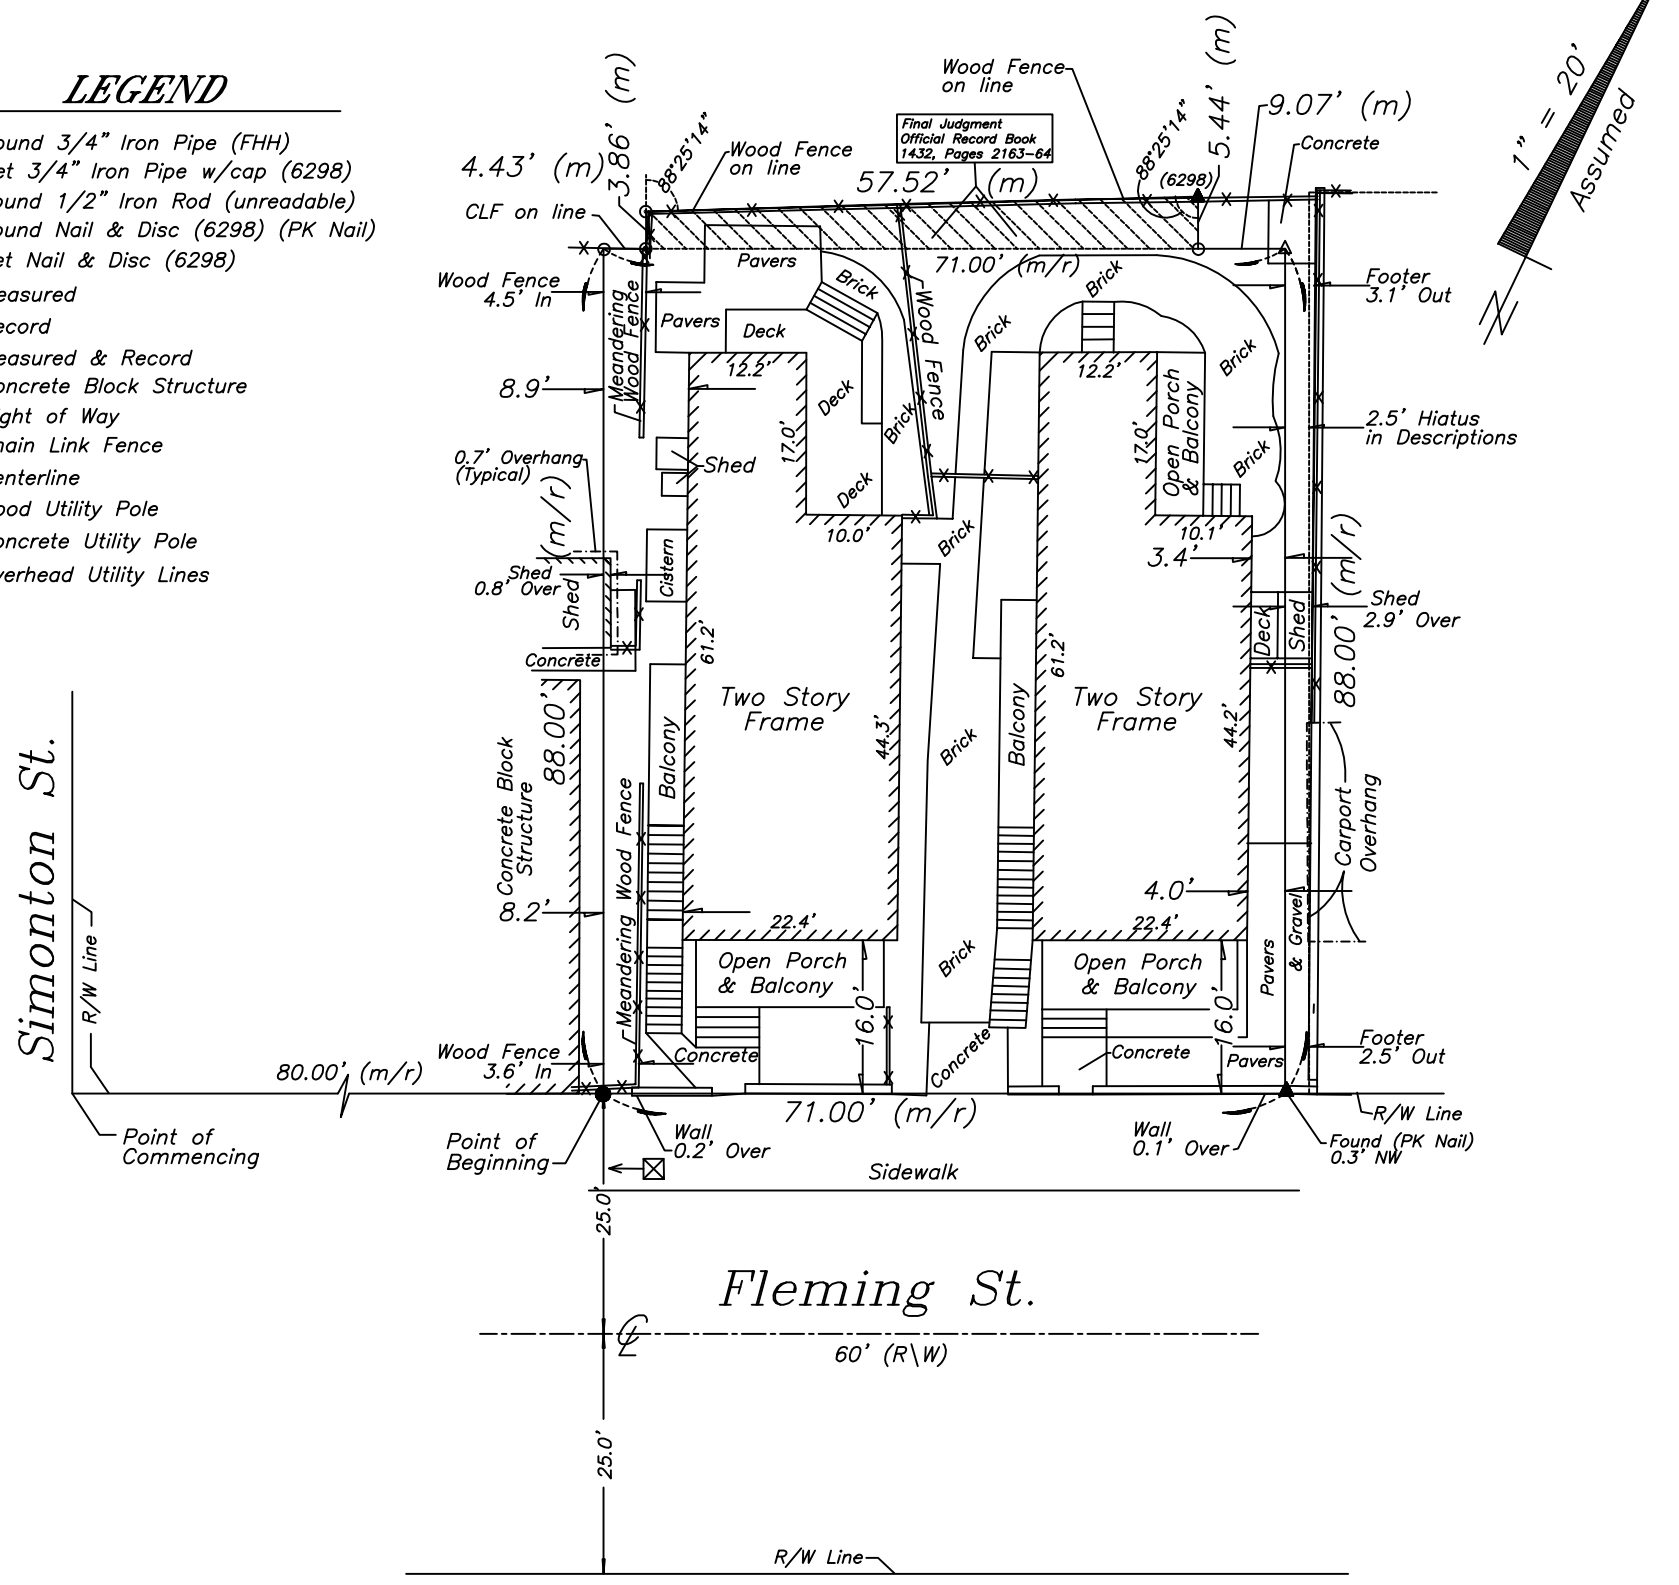 LEGEND
ound 3/4” Iron Pipe (FHH)
et 3/4” Iron Pipe w/cap (6298)
ound 1/2” Iron Rod (unreadable)
ound Nail & Disc (6298) (PK Nail)
et Nail & Disc (6298)
easured
ecord
easured & Record
oncrete Block Structure
ight of Way
hain Link Fence
enterline
ood Utility Pole
oncrete Utility Pole
verhead Utility Lines
1” = 20’
Assumed
N
4.43’ (m)
3.86’ (m)
88°25’14”
Wood Fence
on line
Final Judgment
Official Record Book
1432, Pages 2163-64
57.52’ (m)
Wood Fence
on line
88°25’14”
(6298)
5.44’ (m)
9.07’ (m)
Concrete
CLF on line
71.00’ (m/r)
Wood Fence
4.5’ In
Meandering
Wood Fence
Pavers
Pavers
Deck
Brick
Wood Fence
Brick
Brick
Brick
Footer
3.1’ Out
8.9’
12.2’
17.0’
Deck
Brick
Deck
10.0’
12.2’
17.0’
Open Porch
& Balcony
Brick
10.1’
2.5’ Hiatus
in Descriptions
0.7’ Overhang
(Typical)
Shed
(m/r)
88.00’
Shed
0.8’ Over
Shed
Concrete
Cistern
61.2’
Two Story
Frame
44.3’
Balcony
Brick
Brick
Balcony
61.2’
Two Story
Frame
44.2’
3.4’
Deck
Shed
Shed
2.9’ Over
88.00’ (m/r)
Carport
Overhang
Concrete Block
Structure
8.2’
Meandering Wood Fence
22.4’
22.4’
4.0’
Pavers
& Gravel
Open Porch
& Balcony
16.0’
Brick
Open Porch
& Balcony
16.0’
Wood Fence
3.6’ In
Concrete
Concrete
Concrete
Pavers
Footer
2.5’ Out
Simonton St.
R/W Line
80.00’ (m/r)
71.00’ (m/r)
R/W Line
Point of
Commencing
Point of
Beginning
Wall
0.2’ Over
Wall
0.1’ Over
Found (PK Nail)
0.3’ NW
Sidewalk
25.0’
Fleming St.
CL
60’ (R\W)
25.0’
R/W Line